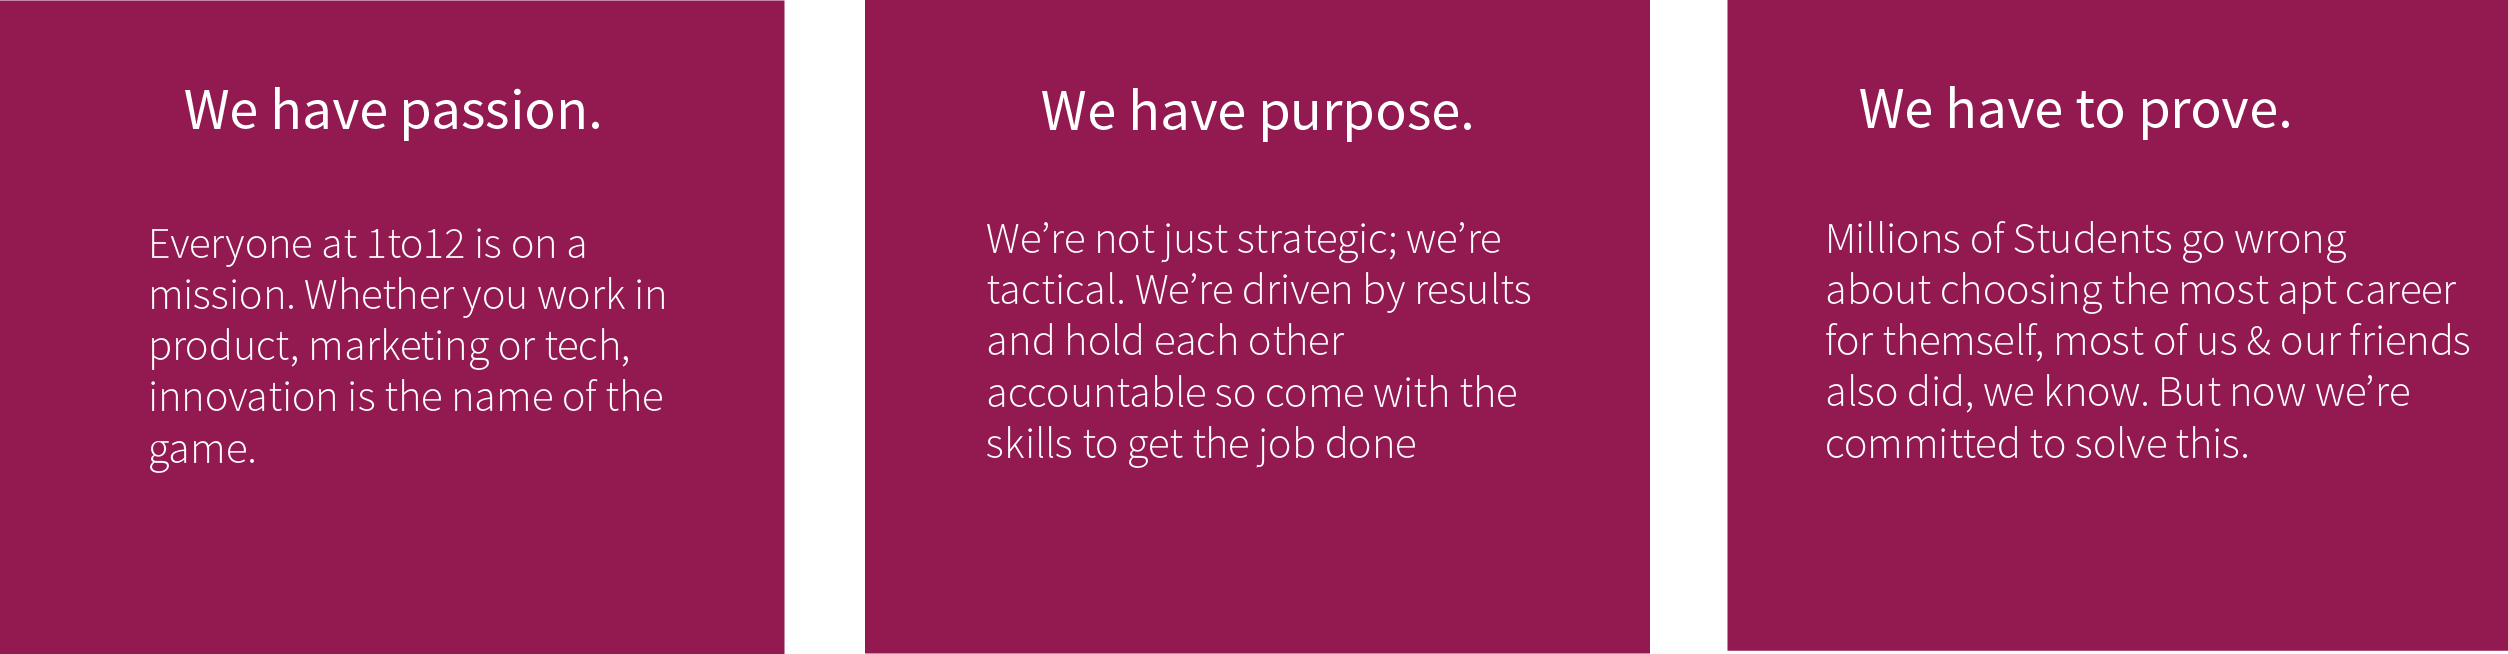 We have passion.
Everyone at 1to12 is on a
mission. Whether you work in
product, marketing or tech,
innovation is the name of the
game.
We have purpose.
We’re not just strategic; we’re
tactical. We’re driven by results
and hold each other
accountable so come with the
skills to get the job done
We have to prove.
Millions of Students go wrong
about choosing the most apt career
for themself, most of us & our friends
also did, we know. But now we’re
committed to solve this.